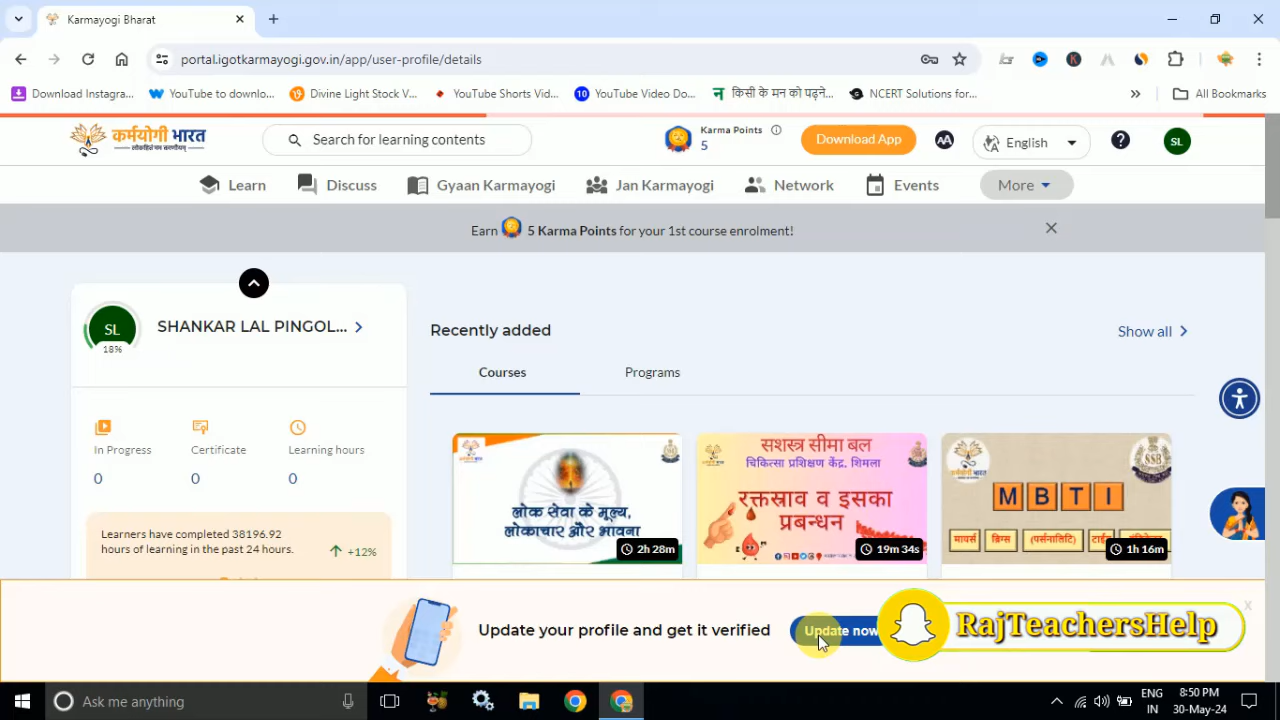 Karmayogi Bharat
portal.igotkarmayogi.gov.in/app/user-profile/details
Download Instagra...
YouTube to downlo...
Divine Light Stock V...
YouTube Shorts Vid...
YouTube Video Do...
किसी के मन को पढ़ने...
NCERT Solutions for...
All Bookmarks
कर्मयोगी भारत
Search for learning contents
Karma Points
5
Download App
AA
English
SL
Learn
Discuss
Gyaan Karmayogi
Jan Karmayogi
Network
Events
More
Earn 5 Karma Points for your 1st course enrolment!
SL
18%
SHANKAR LAL PINGOL...
Recently added
Show all
Courses
Programs
In Progress
Certificate
Learning hours
0
0
0
Learners have completed 38196.92
hours of learning in the past 24 hours.
+12%
लोक सेवा के मूल्य,
लोकाचार और भावना
2h 28m
सशस्त्र सीमा बल
चिकित्सा प्रशिक्षण केंद्र, शिमला
रक्तस्राव व इसका
प्रबन्धन
19m 34s
SSB
M B T I
मायर्स
ब्रिग्स
(पर्सनालिटि)
1h 16m
Update your profile and get it verified
Update now
RajTeachersHelp
x
Ask me anything
ENG
IN
8:50 PM
30-May-24